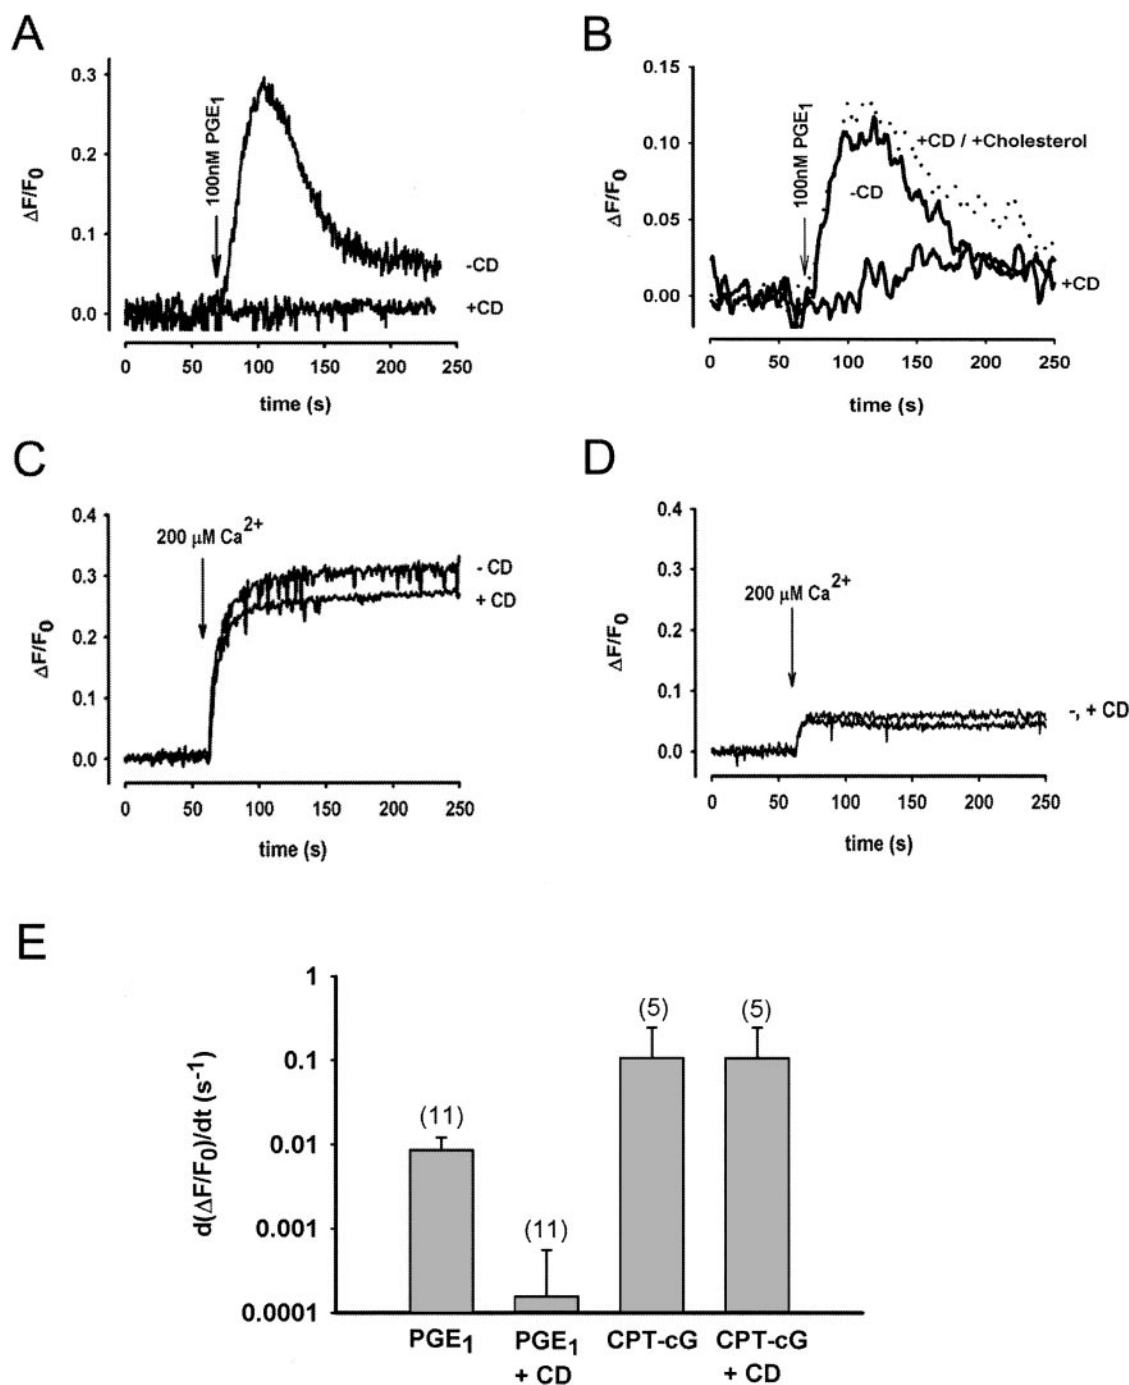 A
ΔF/F0
0.3
0.2
0.1
0.0
100nM PGE1
-CD
+CD
0 50 100 150 200 250
time (s)
B
ΔF/F0
0.15
0.10
0.05
0.00
100nM PGE1
+CD / +Cholesterol
-CD
+CD
0 50 100 150 200 250
time (s)
C
ΔF/F0
0.4
0.3
0.2
0.1
0.0
200 μM Ca2+
- CD
+ CD
0 50 100 150 200 250
time (s)
D
ΔF/F0
0.4
0.3
0.2
0.1
0.0
200 μM Ca2+
-, + CD
0 50 100 150 200 250
time (s)
E
d(ΔF/F0)/dt (s-1)
1
0.1
0.01
0.001
0.0001
(11)
(11)
(5)
(5)
PGE1
PGE1
+ CD
CPT-cG
CPT-cG
+ CD